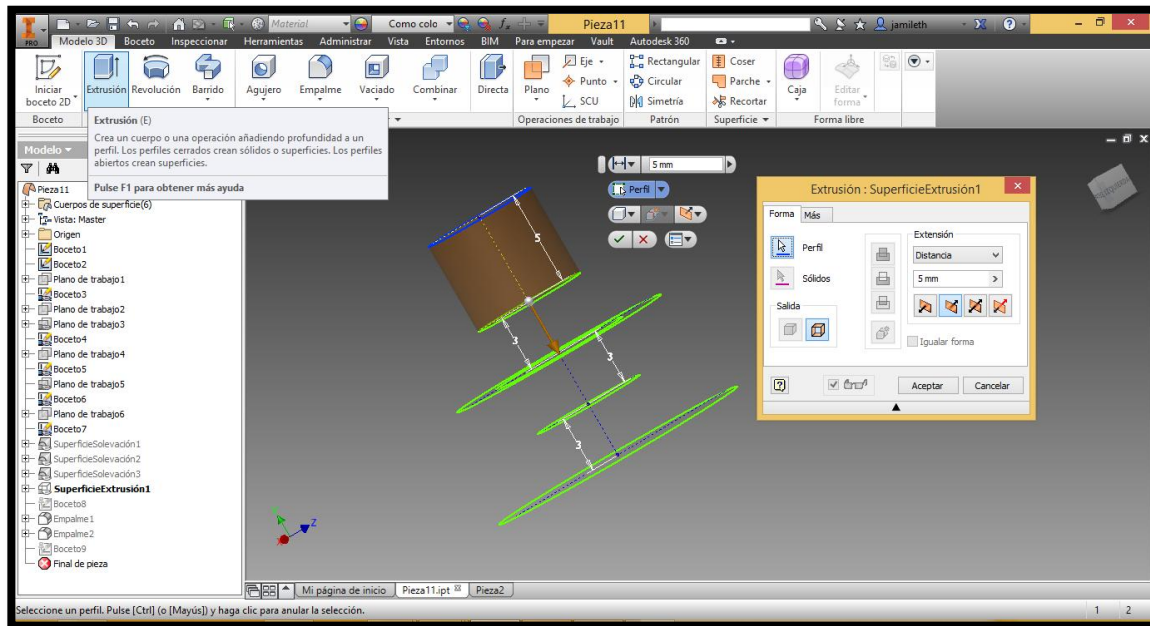 Material
Como colo
Pieza11
jamileth
PRO
Modelo 3D Boceto Inspeccionar Herramientas Administrar Vista Entornos BIM Para empezar Vault Autodesk 360
Iniciar
boceto 2D
Extrusión
Revolución
Barrido
Agujero
Empalme
Vaciado
Combinar
Directa
Plano
Eje
Punto
SCU
Rectangular
Circular
Simetría
Coser
Parche
Recortar
Caja
Editar
forma
Boceto
Operaciones de trabajo
Patrón
Superficie
Forma libre
Extrusión (E)
Crea un cuerpo o una operación añadiendo profundidad a un
perfil. Los perfiles cerrados crean sólidos o superficies. Los perfiles
abiertos crean superficies.
Pulse F1 para obtener más ayuda
Modelo
Pieza11
Cuerpos de superficie(6)
Vista: Master
Origen
Boceto1
Boceto2
Plano de trabajo1
Boceto3
Plano de trabajo2
Plano de trabajo3
Boceto4
Plano de trabajo4
Boceto5
Plano de trabajo5
Boceto6
Plano de trabajo6
Boceto7
SuperficieSolevación1
SuperficieSolevación2
SuperficieSolevación3
SuperficieExtrusión1
Boceto8
Empalme1
Empalme2
Boceto9
Final de pieza
5 mm
Perfil
5
3
3
3
Z
Extrusión : SuperficieExtrusión1
Forma Más
Perfil
Sólidos
Salida
Extensión
Distancia
5 mm
Igualar forma
Aceptar
Cancelar
Mi página de inicio
Pieza11.ipt
Pieza2
Seleccione un perfil. Pulse [Ctrl] (o [Mayús]) y haga clic para anular la selección.
1 2